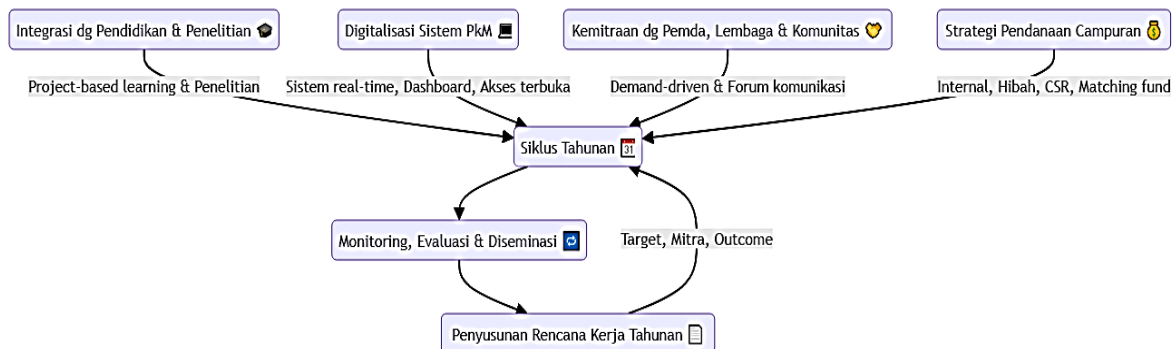 Integrasi dg Pendidikan & Penelitian 🎓
Digitalisasi Sistem PkM 💻
Kemitraan dg Pemda, Lembaga & Komunitas 🤝
Strategi Pendanaan Campuran 💰
Project-based learning & Penelitian
Sistem real-time, Dashboard, Akses terbuka
Demand-driven & Forum komunikasi
Internal, Hibah, CSR, Matching fund
Siklus Tahunan 📅
Monitoring, Evaluasi & Diseminasi 🔁
Target, Mitra, Outcome
Penyusunan Rencana Kerja Tahunan 📄